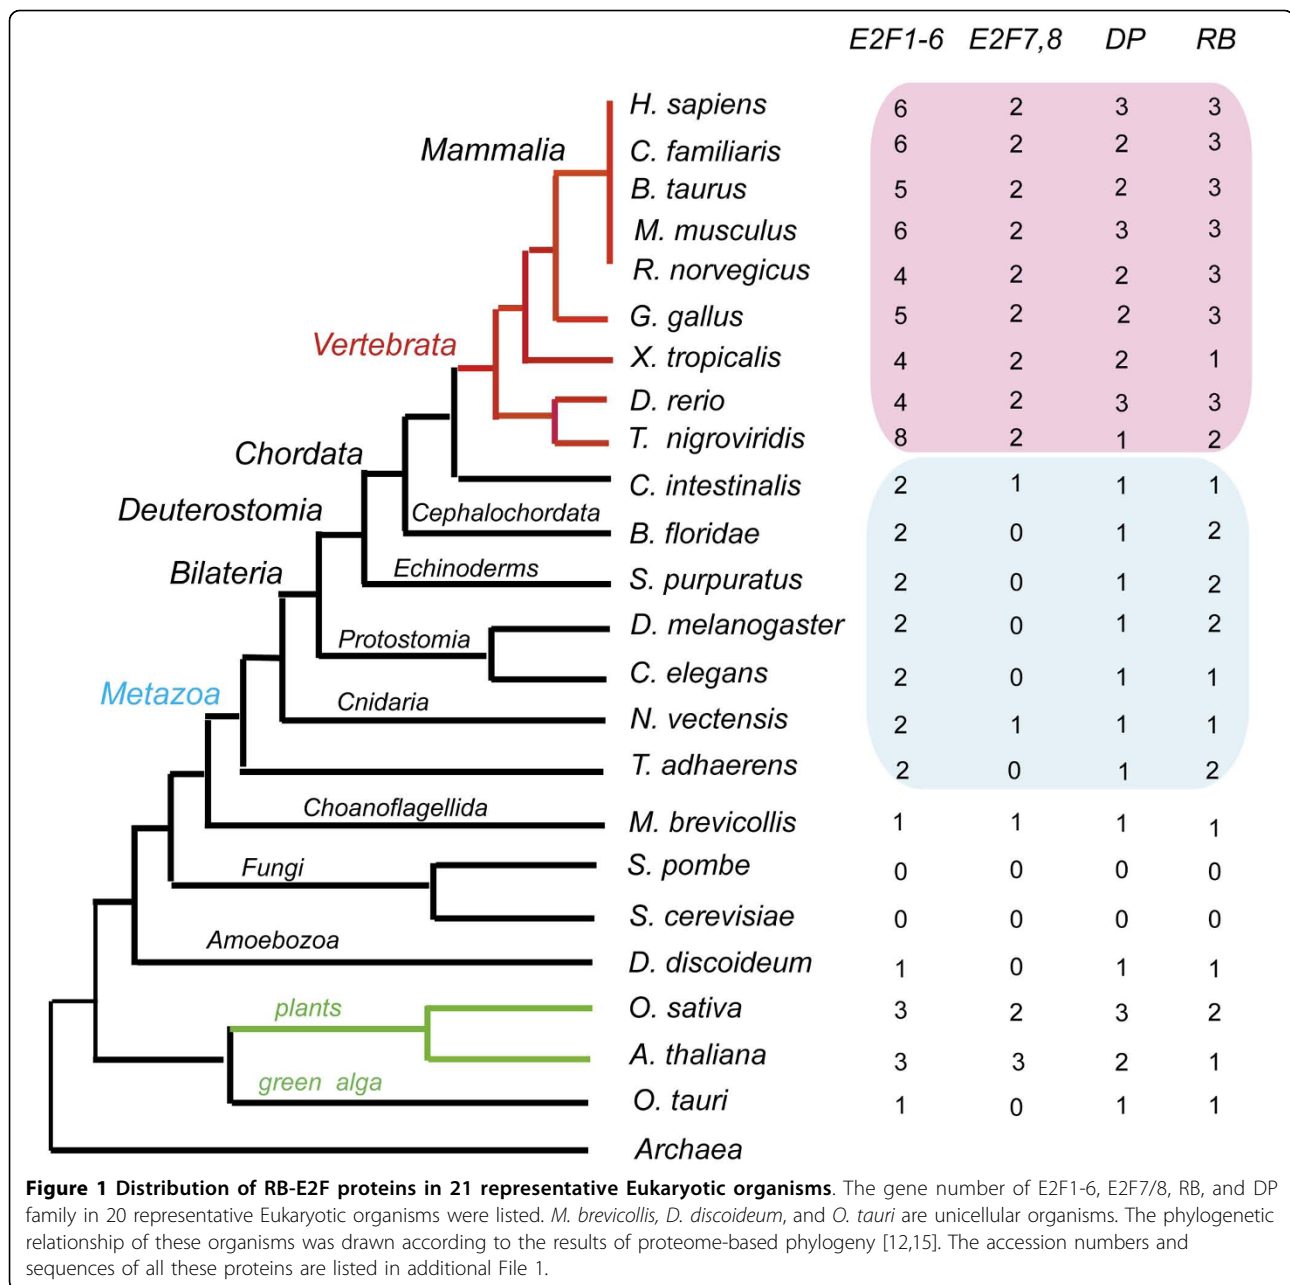 E2F1-6 E2F7,8 DP RB
H. sapiens 6 2 3 3
Mammalia
C. familiaris 6 2 2 3
B. taurus 5 2 2 3
M. musculus 6 2 3 3
R. norvegicus 4 2 2 3
G. gallus 5 2 2 3
Vertebrata
X. tropicalis 4 2 2 1
D. rerio 4 2 3 3
T. nigroviridis 8 2 1 2
Chordata
C. intestinalis 2 1 1 1
Deuterostomia
Cephalochordata
B. floridae 2 0 1 2
Bilateria
Echinoderms
S. purpuratus 2 0 1 2
Protostomia
D. melanogaster 2 0 1 2
C. elegans 2 0 1 1
Metazoa
Cnidaria
N. vectensis 2 1 1 1
T. adhaerens 2 0 1 2
Choanoflagellida
M. brevicollis 1 1 1 1
Fungi
S. pombe 0 0 0 0
S. cerevisiae 0 0 0 0
Amoebozoa
D. discoideum 1 0 1 1
plants
O. sativa 3 2 3 2
A. thaliana 3 3 2 1
green alga
O. tauri 1 0 1 1
Archaea
Figure 1 Distribution of RB-E2F proteins in 21 representative Eukaryotic organisms. The gene number of E2F1-6, E2F7/8, RB, and DP
family in 20 representative Eukaryotic organisms were listed. M. brevicollis, D. discoideum, and O. tauri are unicellular organisms. The phylogenetic
relationship of these organisms was drawn according to the results of proteome-based phylogeny [12,15]. The accession numbers and
sequences of all these proteins are listed in additional File 1.